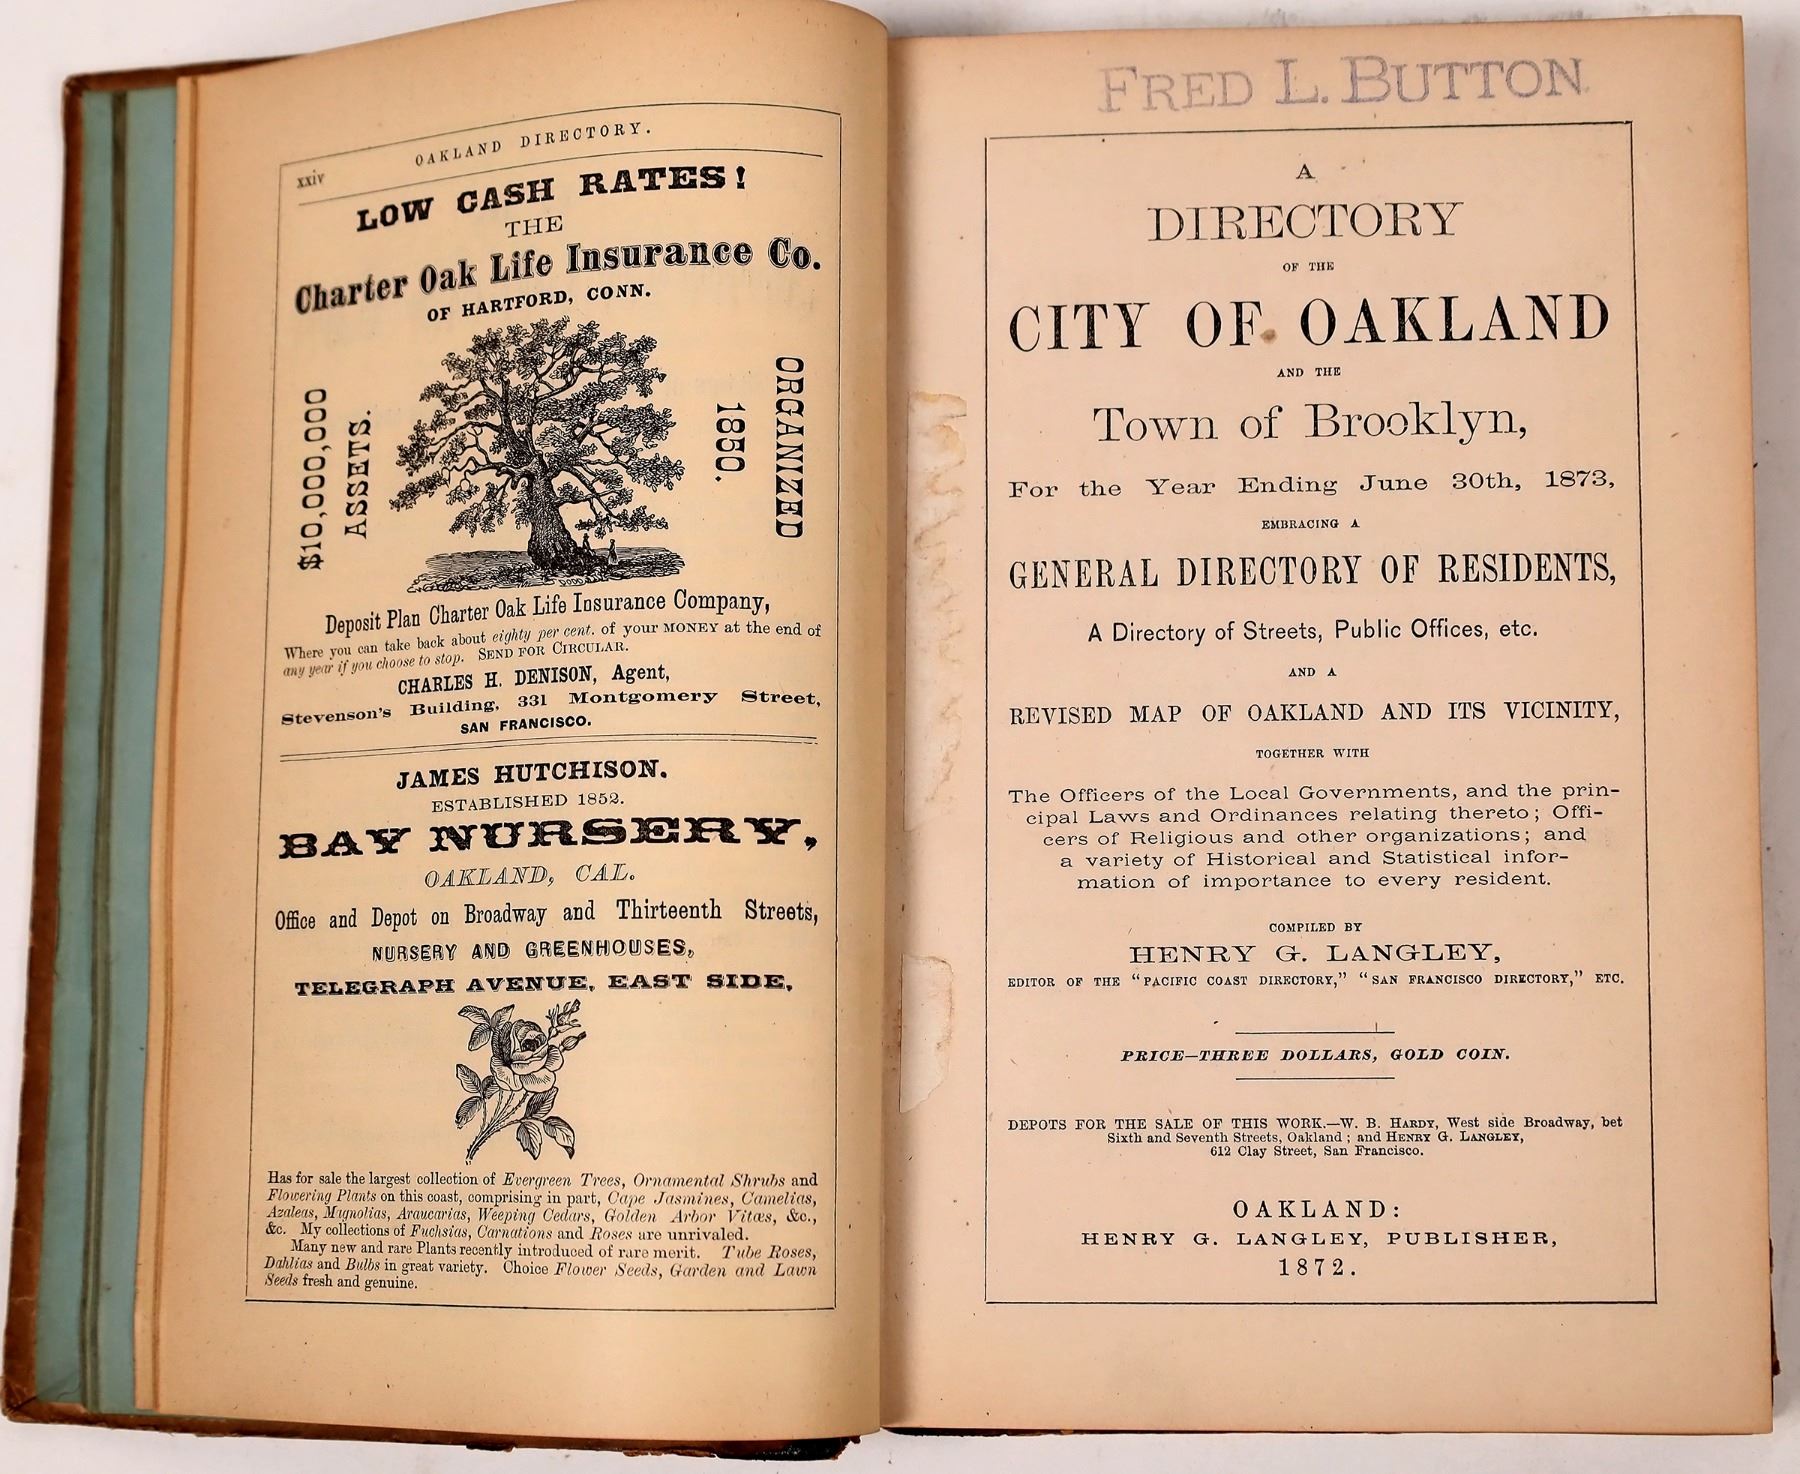 xxiv
OAKLAND DIRECTORY.
LOW CASH RATES!
THE
Charter Oak Life Insurance Co.
OF HARTFORD, CONN.
$10,000,000
ASSETS.
ORGANIZED
1850.
DODD
Deposit Plan Charter Oak Life Insurance Company,
Where you can take back about eighty per cent. of your MONEY at the end of
any year if you choose to stop. SEND FOR CIRCULAR.
CHARLES H. DENISON, Agent,
Stevenson's Building, 331 Montgomery Street,
SAN FRANCISCO.
JAMES HUTCHISON.
ESTABLISHED 1852.
BAY NURSERY,
OAKLAND, CAL.
Office and Depot on Broadway and Thirteenth Streets,
NURSERY AND GREENHOUSES,
TELEGRAPH AVENUE, EAST SIDE,
Has for sale the largest collection of Evergreen Trees, Ornamental Shrubs and
Flowering Plants on this coast, comprising in part, Cape Jasmines, Camelias,
Azaleas, Magnolias, Araucarias, Weeping Cedars, Golden Arbor Vitæs, &c.,
&c. My collections of Fuchsias, Carnations and Roses are unrivaled.
Many new and rare Plants recently introduced of rare merit. Tube Roses,
Dahlias and Bulbs in great variety. Choice Flower Seeds, Garden and Lawn
Seeds fresh and genuine.
FRED L. BUTTON.
A
DIRECTORY
OF THE
CITY OF OAKLAND
AND THE
Town of Brooklyn,
For the Year Ending June 30th, 1873,
EMBRACING A
GENERAL DIRECTORY OF RESIDENTS,
A Directory of Streets, Public Offices, etc.
AND A
REVISED MAP OF OAKLAND AND ITS VICINITY,
TOGETHER WITH
The Officers of the Local Governments, and the prin-
cipal Laws and Ordinances relating thereto; Offi-
cers of Religious and other organizations; and
a variety of Historical and Statistical infor-
mation of importance to every resident.
COMPILED BY
HENRY G. LANGLEY,
EDITOR OF THE "PACIFIC COAST DIRECTORY," "SAN FRANCISCO DIRECTORY," ETC.
PRICE—THREE DOLLARS, GOLD COIN.
DEPOTS FOR THE SALE OF THIS WORK.—W. B. HARDY, West side Broadway, bet
Sixth and Seventh Streets, Oakland; and HENRY G. LANGLEY,
612 Clay Street, San Francisco.
OAKLAND:
HENRY G. LANGLEY, PUBLISHER,
1872.